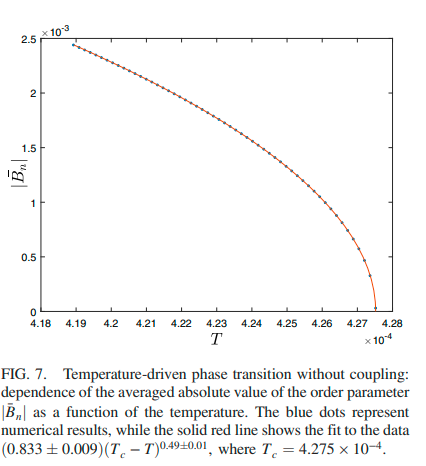 ×10⁻³
2.5
2
1.5
1
0.5
0
|B̄ₙ|
4.18 4.19 4.2 4.21 4.22 4.23 4.24 4.25 4.26 4.27 4.28
T
×10⁻⁴
FIG. 7. Temperature-driven phase transition without coupling:
dependence of the averaged absolute value of the order parameter
|B̄ₙ| as a function of the temperature. The blue dots represent
numerical results, while the solid red line shows the fit to the data
(0.833 ± 0.009)(T_c − T)^0.49±0.01, where T_c = 4.275 × 10⁻⁴.